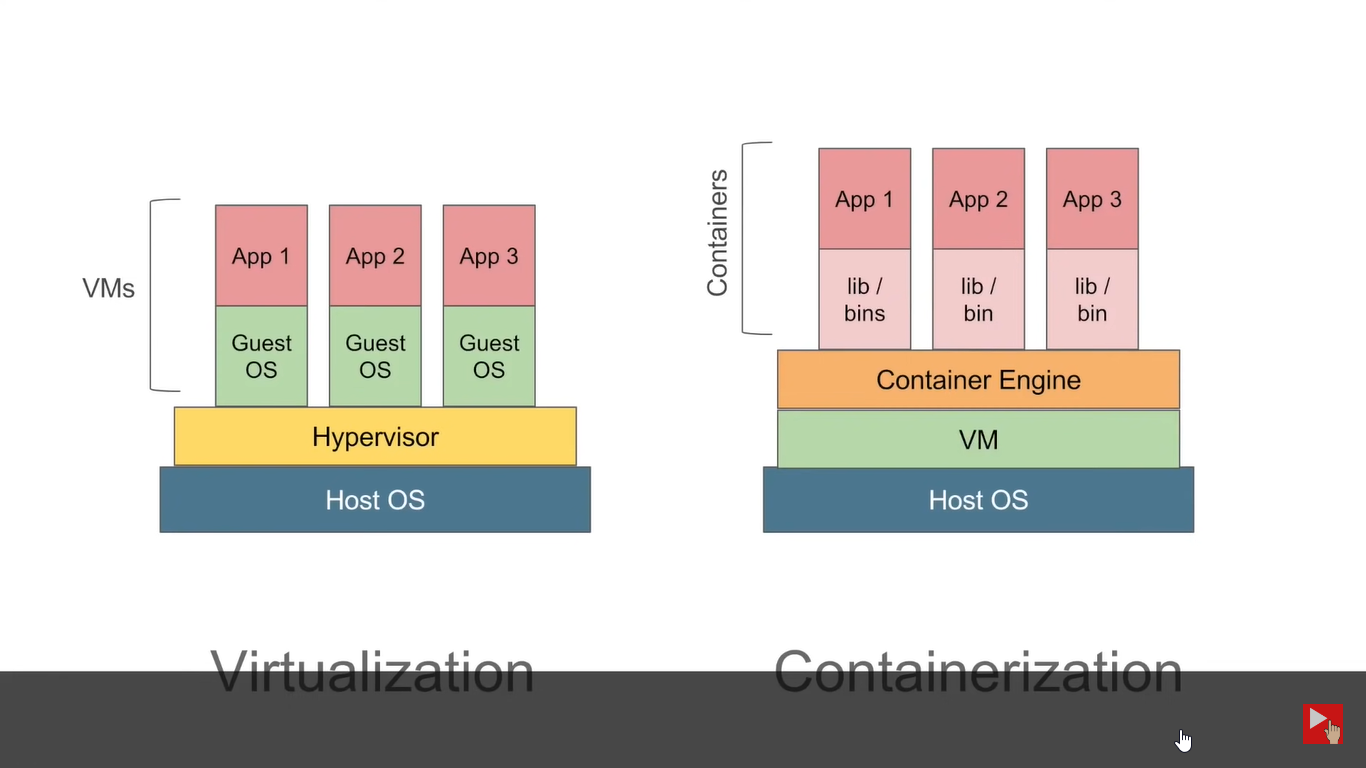 VMs
App 1
App 2
App 3
Guest
OS
Guest
OS
Guest
OS
Hypervisor
Host OS
Virtualization
Containers
App 1
App 2
App 3
lib /
bins
lib /
bin
lib /
bin
Container Engine
VM
Host OS
Containerization